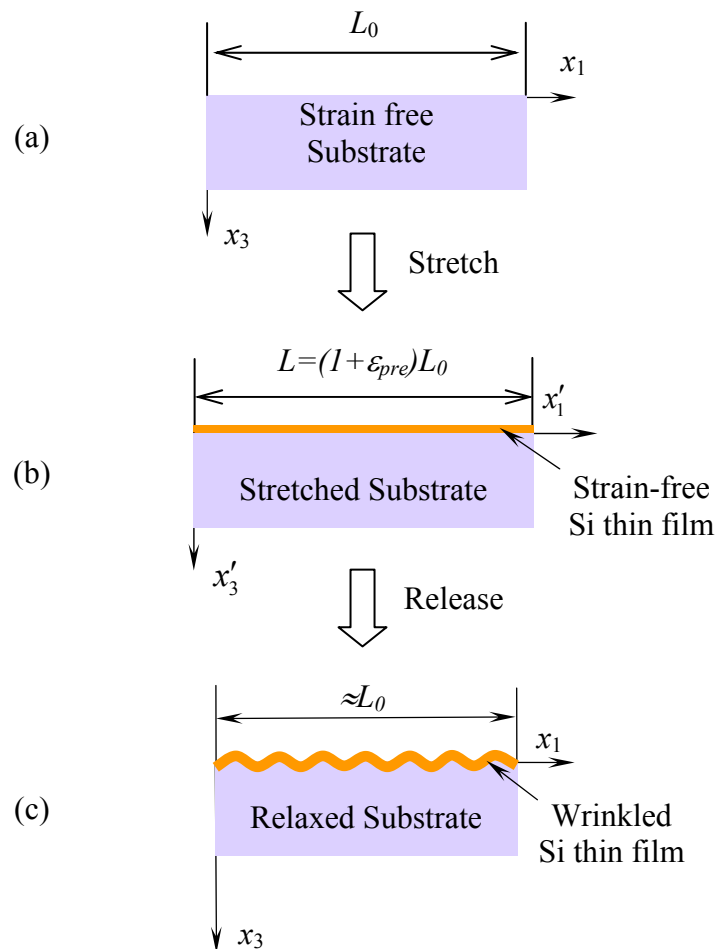 L₀
x₁
(a)
Strain free
Substrate
x₃
Stretch
L=(1+εₚᵣₑ)L₀
x′₁
(b)
Stretched Substrate
Strain-free
Si thin film
x′₃
Release
≈L₀
x₁
(c)
Relaxed Substrate
Wrinkled
Si thin film
x₃